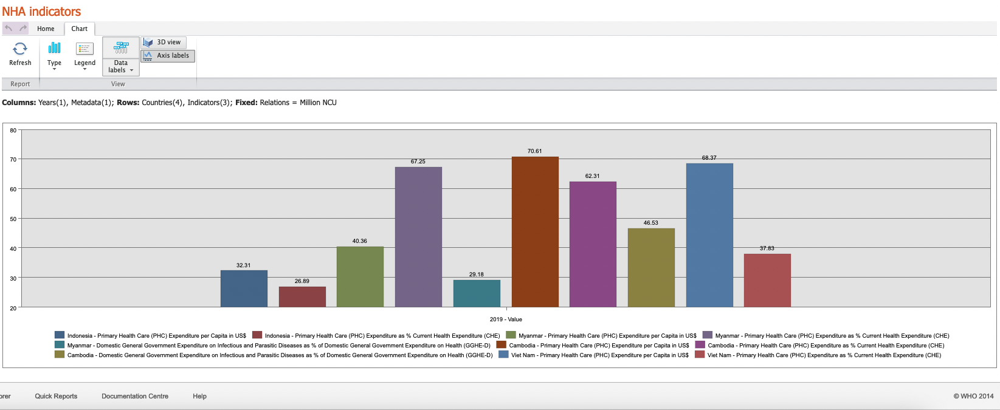 NHA indicators
Home Chart
3D view
Axis labels
Refresh Type Legend Data labels
Report View
Columns: Years(1), Metadata(1); Rows: Countries(4), Indicators(3); Fixed: Relations = Million NCU
80
70
60
50
40
30
20
32.31
26.89
40.36
67.25
29.18
70.61
62.31
46.53
68.37
37.83
2019 - Value
Indonesia - Primary Health Care (PHC) Expenditure per Capita in US$ Indonesia - Primary Health Care (PHC) Expenditure as % Current Health Expenditure (CHE) Myanmar - Primary Health Care (PHC) Expenditure per Capita in US$ Myanmar - Primary Health Care (PHC) Expenditure as % Current Health Expenditure (CHE)
Myanmar - Domestic General Government Expenditure on Infectious and Parasitic Diseases as % of Domestic General Government Expenditure on Health (GGHE-D) Cambodia - Primary Health Care (PHC) Expenditure per Capita in US$ Cambodia - Primary Health Care (PHC) Expenditure as % Current Health Expenditure (CHE)
Cambodia - Domestic General Government Expenditure on Infectious and Parasitic Diseases as % of Domestic General Government Expenditure on Health (GGHE-D) Viet Nam - Primary Health Care (PHC) Expenditure per Capita in US$ Viet Nam - Primary Health Care (PHC) Expenditure as % Current Health Expenditure (CHE)
orer Quick Reports Documentation Centre Help © WHO 2014